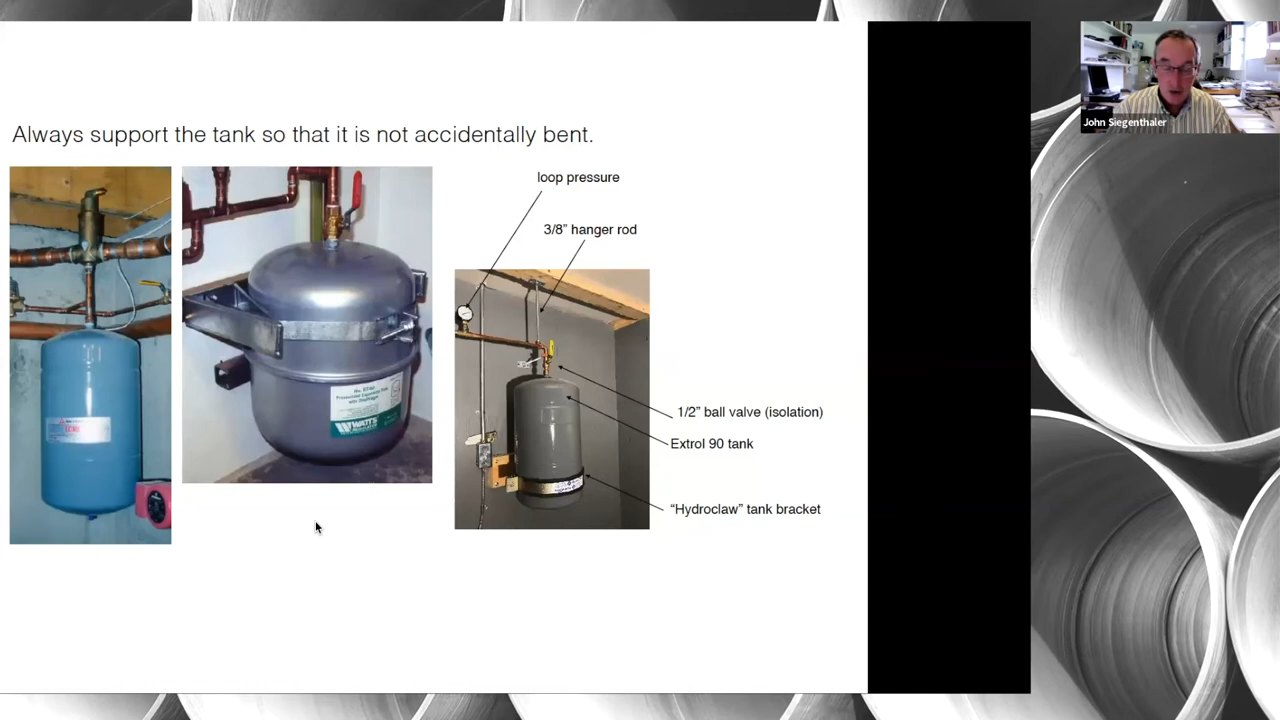 John Siegenthaler
Always support the tank so that it is not accidentally bent.
loop pressure
3/8” hanger rod
1/2” ball valve (isolation)
Extrol 90 tank
“Hydroclaw” tank bracket
WATTS